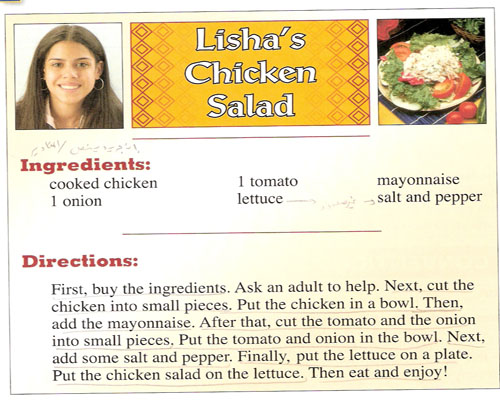 Lisha's
Chicken
Salad
Ingredients:
cooked chicken
1 onion
1 tomato
lettuce
mayonnaise
salt and pepper
Directions:
First, buy the ingredients. Ask an adult to help. Next, cut the
chicken into small pieces. Put the chicken in a bowl. Then,
add the mayonnaise. After that, cut the tomato and the onion
into small pieces. Put the tomato and onion in the bowl. Next,
add some salt and pepper. Finally, put the lettuce on a plate.
Put the chicken salad on the lettuce. Then eat and enjoy!